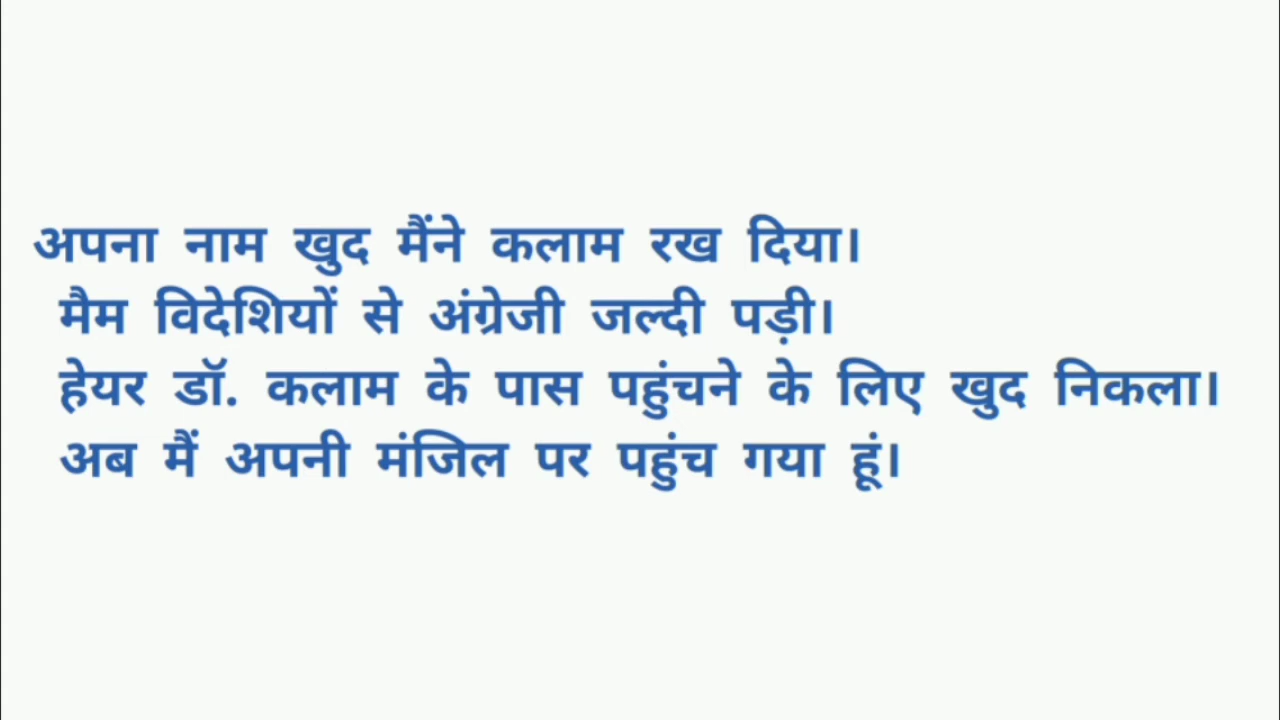 अपना नाम खुद मैंने कलाम रख दिया।
मैम विदेशियों से अंग्रेजी जल्दी पड़ी।
हेयर डॉ. कलाम के पास पहुंचने के लिए खुद निकला।
अब मैं अपनी मंजिल पर पहुंच गया हूं।